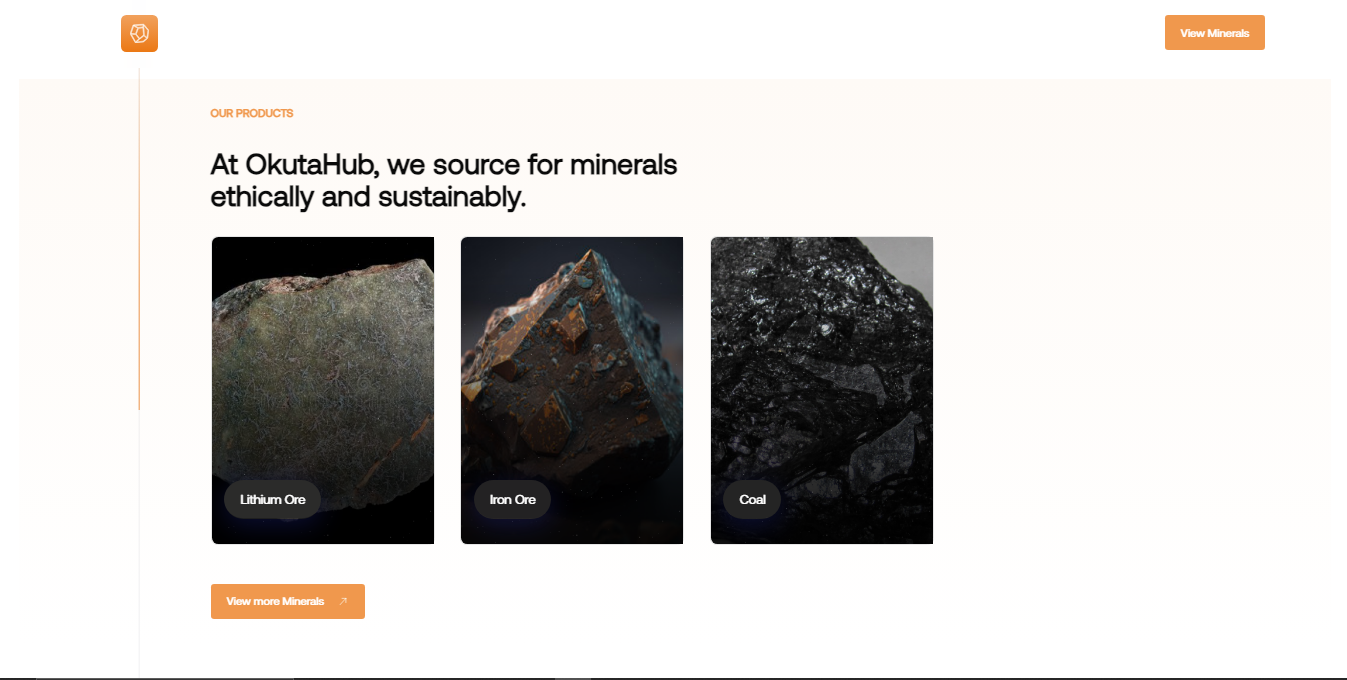 View Minerals
OUR PRODUCTS
At OkutaHub, we source for minerals
ethically and sustainably.
Lithium Ore
Iron Ore
Coal
View more Minerals